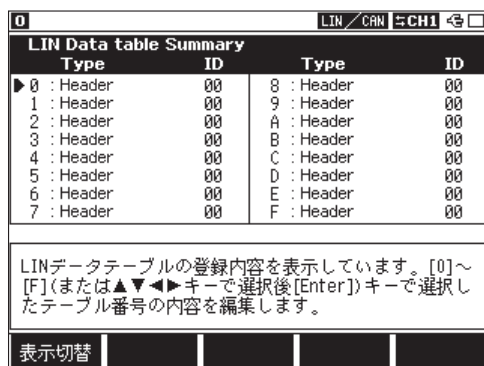 0 LIN／CAN ⇆CH1
LIN Data table Summary
Type ID Type ID
▶0 : Header 00 8 : Header 00
1 : Header 00 9 : Header 00
2 : Header 00 A : Header 00
3 : Header 00 B : Header 00
4 : Header 00 C : Header 00
5 : Header 00 D : Header 00
6 : Header 00 E : Header 00
7 : Header 00 F : Header 00
LINデータテーブルの登録内容を表示しています。[0]～
[F](または▲▼◀▶キーで選択後[Enter])キーで選択し
たテーブル番号の内容を編集します。
表示切替